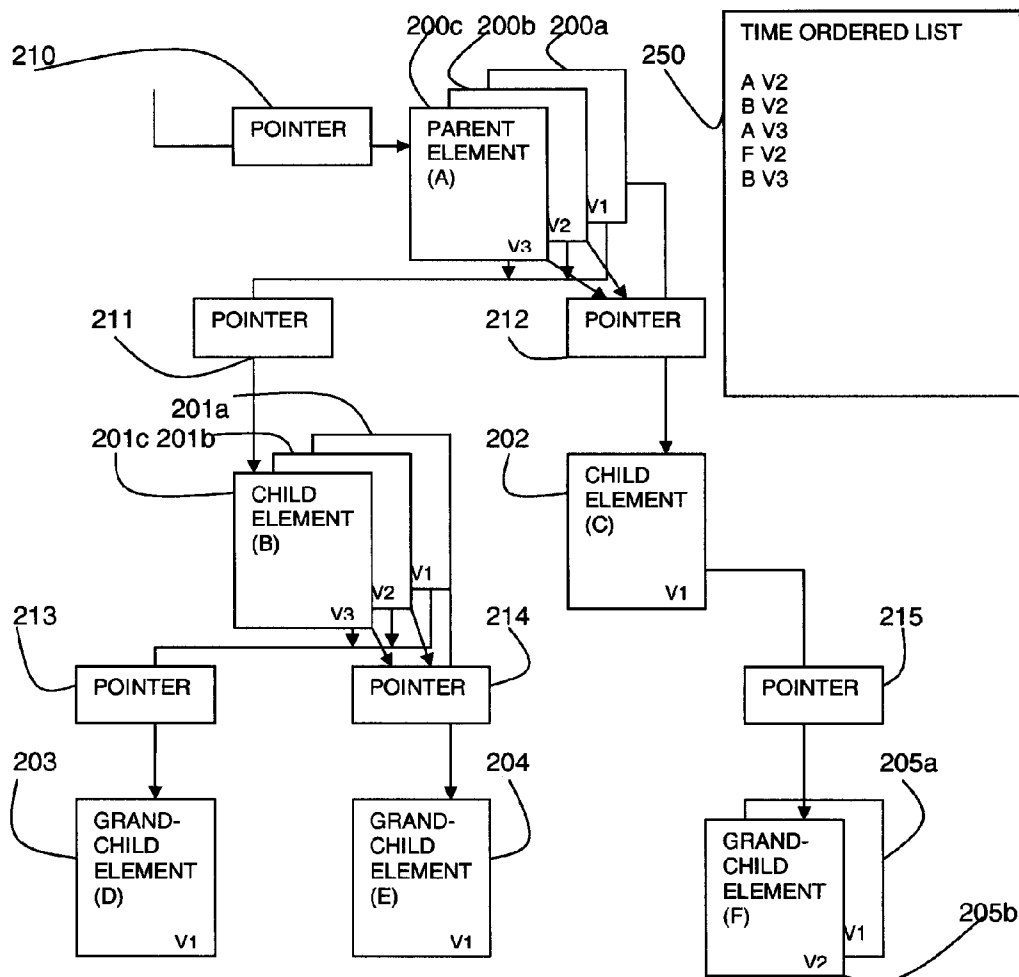 200c 200b 200a
210
TIME ORDERED LIST
250
A V2
B V2
A V3
F V2
B V3
POINTER
PARENT
ELEMENT
(A)
V1
V2
V3
211
POINTER
212
POINTER
201a
201c 201b
202
CHILD
ELEMENT
(B)
CHILD
ELEMENT
(C)
V1
V2
V3
V1
213
214
215
POINTER
POINTER
POINTER
203
204
205a
GRAND-
CHILD
ELEMENT
(D)
V1
GRAND-
CHILD
ELEMENT
(E)
V1
GRAND-
CHILD
ELEMENT
(F)
V1
V2
205b